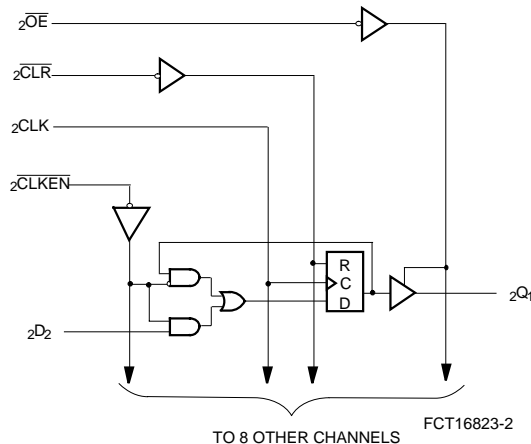 2OE
2CLR
2CLK
2CLKEN
R
C
D
2D2
2Q1
TO 8 OTHER CHANNELS
FCT16823-2